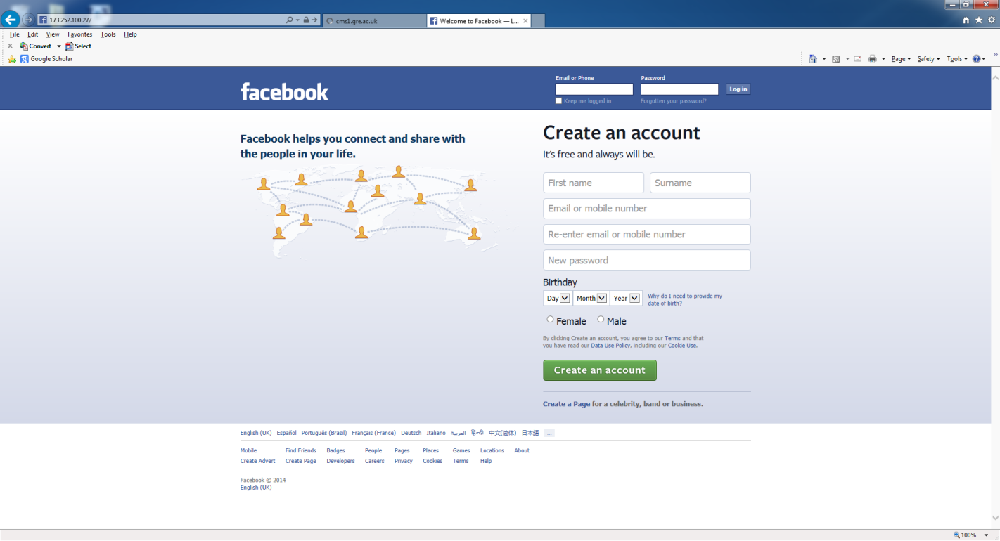 173.252.100.27/
cms1.gre.ac.uk
Welcome to Facebook — L...
File Edit View Favorites Tools Help
Convert Select
Google Scholar
Page Safety Tools
facebook
Email or Phone Password
Log in
Keep me logged in Forgotten your password?
Facebook helps you connect and share with
the people in your life.
Create an account
It's free and always will be.
First name Surname
Email or mobile number
Re-enter email or mobile number
New password
Birthday
Day Month Year
Why do I need to provide my
date of birth?
Female Male
By clicking Create an account, you agree to our Terms and that
you have read our Data Use Policy, including our Cookie Use.
Create an account
Create a Page for a celebrity, band or business.
English (UK) Español Português (Brasil) Français (France) Deutsch Italiano العربية हिन्दी 中文(简体) 日本語 ...
Mobile Find Friends Badges People Pages Places Games Locations About
Create Advert Create Page Developers Careers Privacy Cookies Terms Help
Facebook © 2014
English (UK)
100%